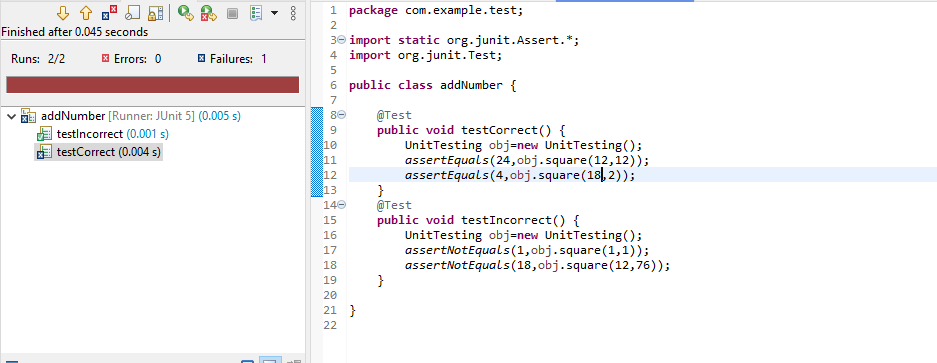 Finished after 0.045 seconds
Runs: 2/2 Errors: 0 Failures: 1
addNumber [Runner: JUnit 5] (0.005 s)
testIncorrect (0.001 s)
testCorrect (0.004 s)
1 package com.example.test;
2
3 import static org.junit.Assert.*;
4 import org.junit.Test;
5
6 public class addNumber {
7
8 @Test
9 public void testCorrect() {
10 UnitTesting obj=new UnitTesting();
11 assertEquals(24,obj.square(12,12));
12 assertEquals(4,obj.square(18,2));
13 }
14 @Test
15 public void testIncorrect() {
16 UnitTesting obj=new UnitTesting();
17 assertNotEquals(1,obj.square(1,1));
18 assertNotEquals(18,obj.square(12,76));
19 }
20
21 }
22